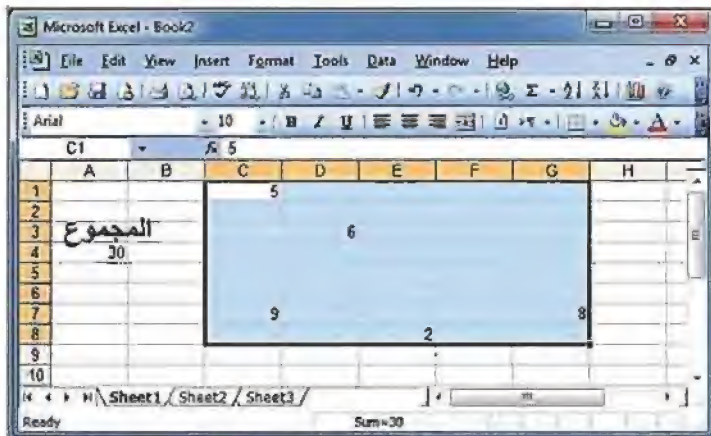 Microsoft Excel - Book2
File Edit View Insert Format Tools Data Window Help
Arial 10 B I U
C1 fx 5
A B C D E F G H
1 5
2
3 المجموع 6
4 30
5
6
7 9 8
8 2
9
10
Sheet1 / Sheet2 / Sheet3 /
Ready Sum=30